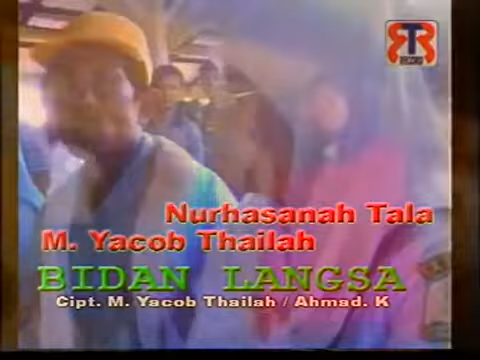 Nurhasanah Tala
M. Yacob Thailah
BIDAN LANGSA
Cipt. M. Yacob Thailah / Ahmad. K